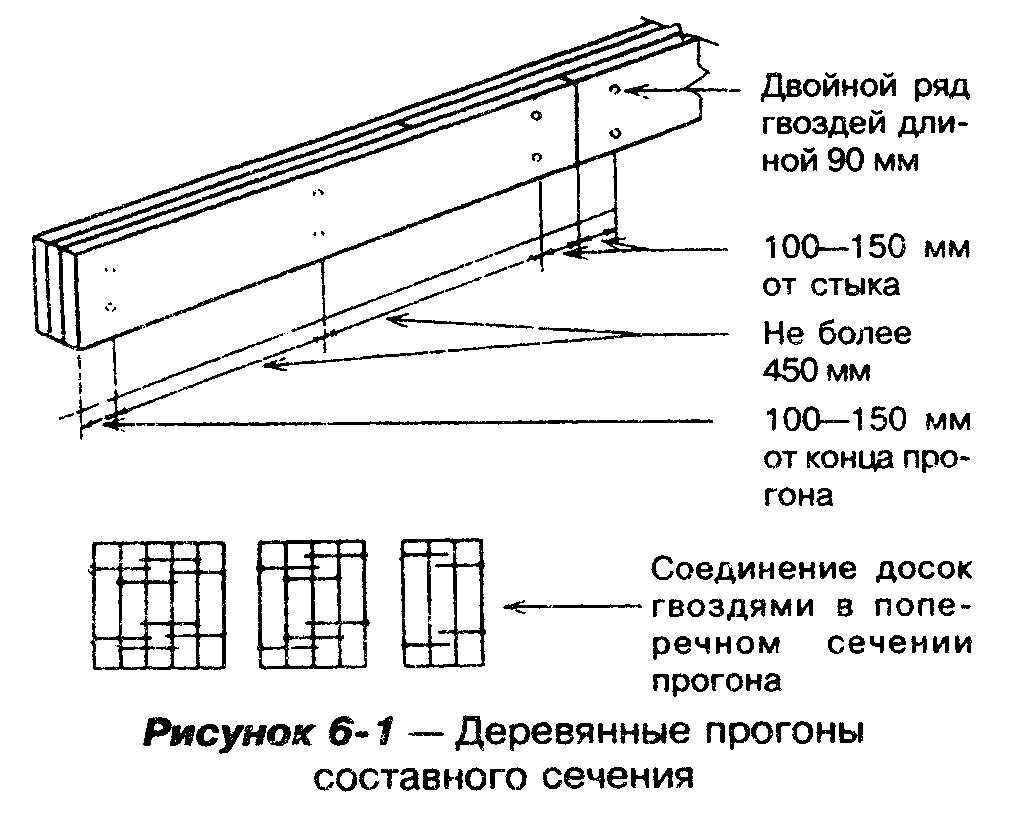 Двойной ряд
гвоздей дли-
ной 90 мм
100—150 мм
от стыка
Не более
450 мм
100—150 мм
от конца про-
гона
Соединение досок
гвоздями в попе-
речном сечении
прогона
Рисунок 6-1 — Деревянные прогоны
составного сечения